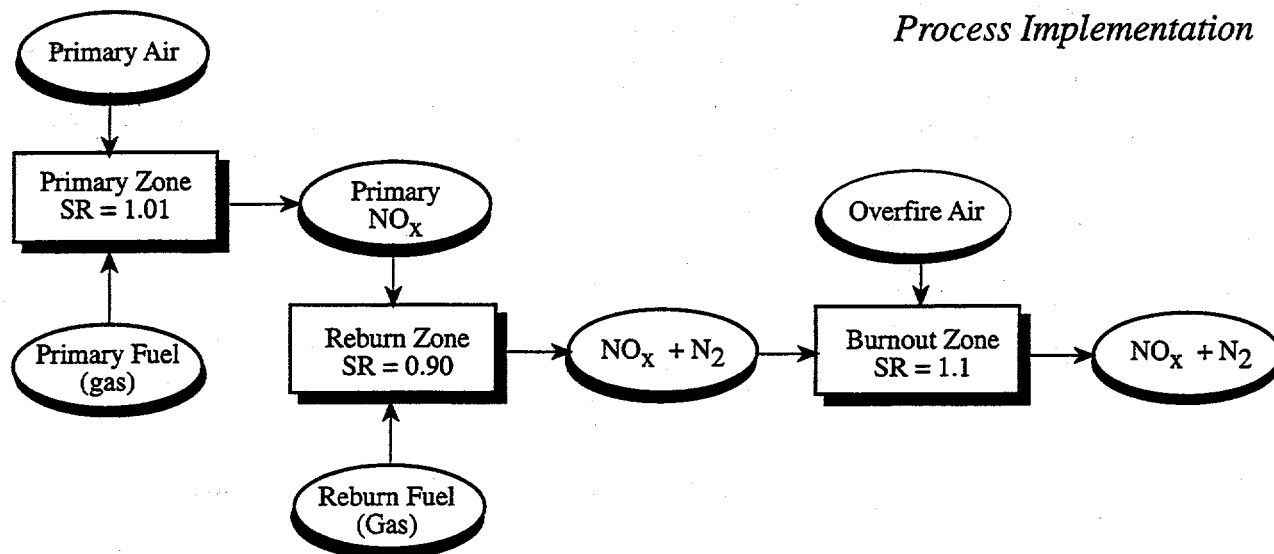 Process Implementation
Primary Air
Primary Zone
SR = 1.01
Primary Fuel
(gas)
Primary
NOx
Reburn Zone
SR = 0.90
Reburn Fuel
(Gas)
NOx + N2
Overfire Air
Burnout Zone
SR = 1.1
NOx + N2